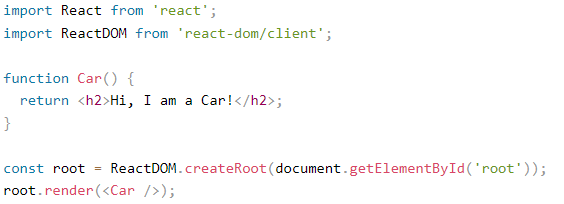 import React from 'react';
import ReactDOM from 'react-dom/client';
function Car() {
  return <h2>Hi, I am a Car!</h2>;
}
const root = ReactDOM.createRoot(document.getElementById('root'));
root.render(<Car />);